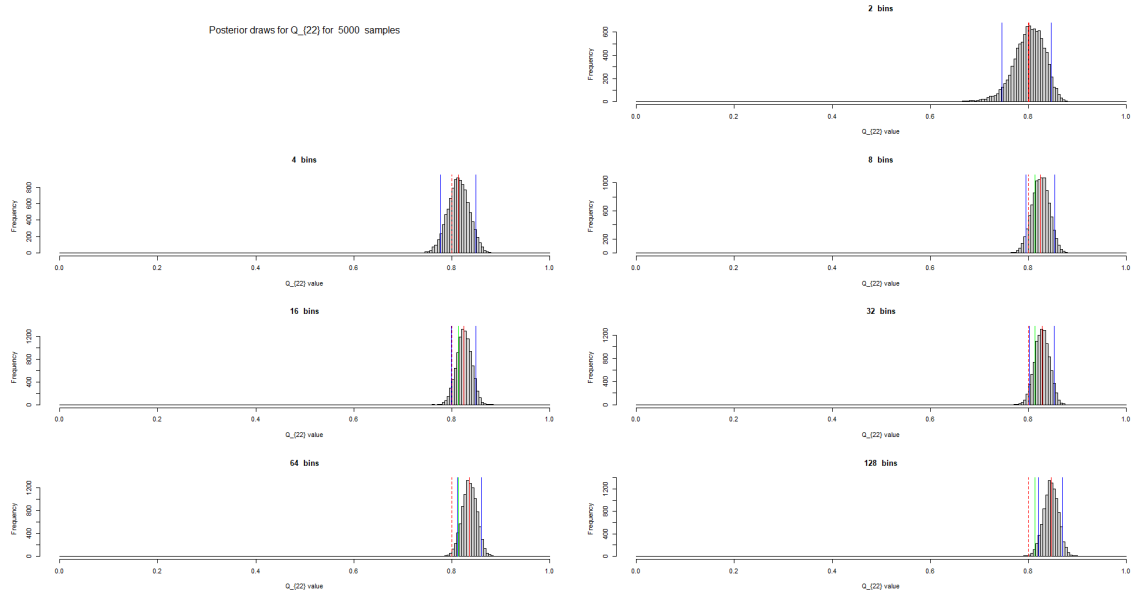 Posterior draws for Q_{22} for 5000 samples
2 bins
Frequency
0 200 400 600
0.0 0.2 0.4 0.6 0.8 1.0
Q_{22} value
4 bins
Frequency
0 200 400 600 800
0.0 0.2 0.4 0.6 0.8 1.0
Q_{22} value
8 bins
Frequency
0 200 600 1000
0.0 0.2 0.4 0.6 0.8 1.0
Q_{22} value
16 bins
Frequency
0 400 800 1200
0.0 0.2 0.4 0.6 0.8 1.0
Q_{22} value
32 bins
Frequency
0 400 800 1200
0.0 0.2 0.4 0.6 0.8 1.0
Q_{22} value
64 bins
Frequency
0 400 800 1200
0.0 0.2 0.4 0.6 0.8 1.0
Q_{22} value
128 bins
Frequency
0 400 800 1200
0.0 0.2 0.4 0.6 0.8 1.0
Q_{22} value